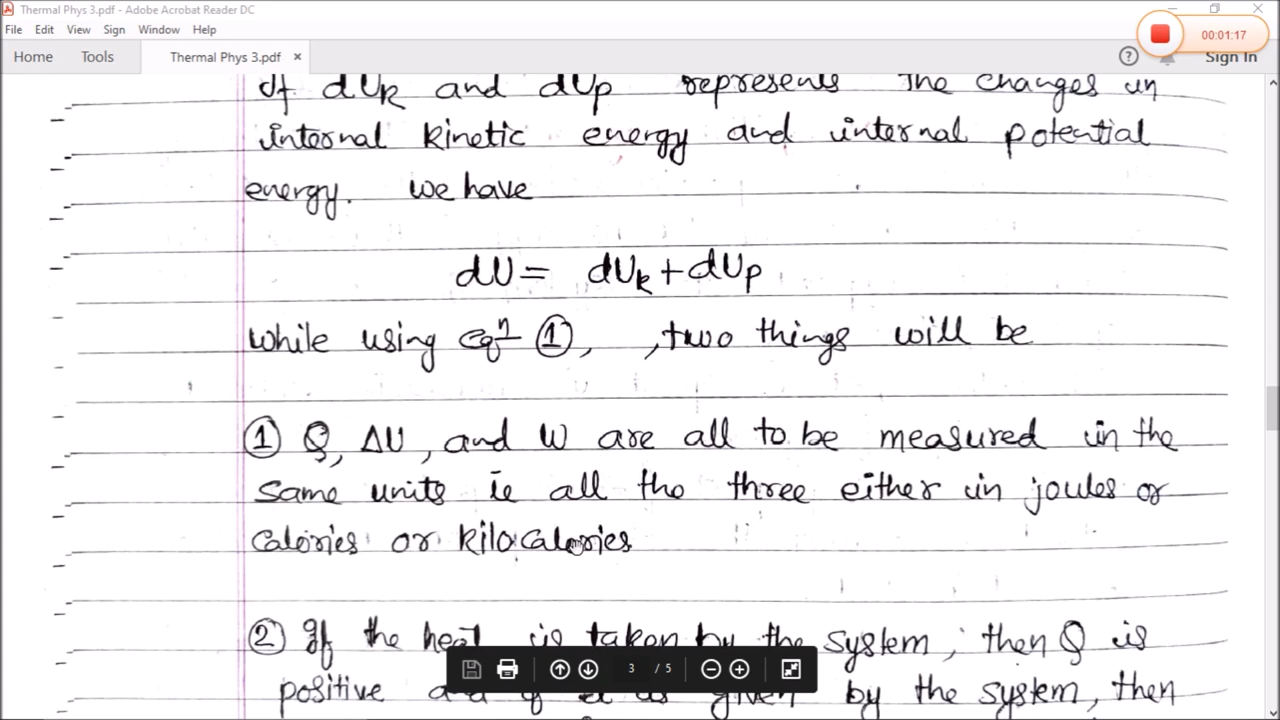 Thermal Phys 3.pdf - Adobe Acrobat Reader DC
File Edit View Sign Window Help
00:01:17
Home Tools Thermal Phys 3.pdf × ? Sign In
If dUk and dUp represents the changes in
internal kinetic energy and internal potential
energy. we have
dU = dUk + dUp
while using eqn ①, , two things will be
① Q, ΔU, and W are all to be measured in the
same units ie all the three either in joules or
calories or kilocalories
② If the heat is taken by the system; then Q is
3 / 5
positive given by the system, then